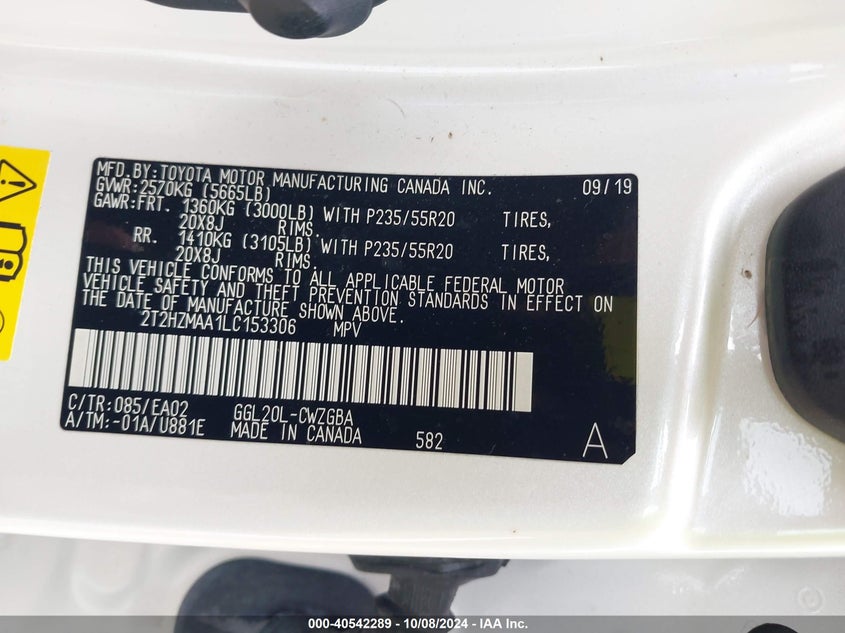 MFD.BY:TOYOTA MOTOR MANUFACTURING CANADA INC. 09/19
GVWR:2570KG (5665LB)
GAWR:FRT. 1360KG (3000LB) WITH P235/55R20 TIRES,
20X8J RIMS.
RR. 1410KG (3105LB) WITH P235/55R20 TIRES,
20X8J RIMS.
THIS VEHICLE CONFORMS TO ALL APPLICABLE FEDERAL MOTOR
VEHICLE SAFETY AND THEFT PREVENTION STANDARDS IN EFFECT ON
THE DATE OF MANUFACTURE SHOWN ABOVE.
2T2HZMAA1LC153306 MPV
C/TR:085/EA02 GGL20L-CWZGBA
A/TM:-01A/U881E MADE IN CANADA 582 A
000-40542289 - 10/08/2024 - IAA Inc.